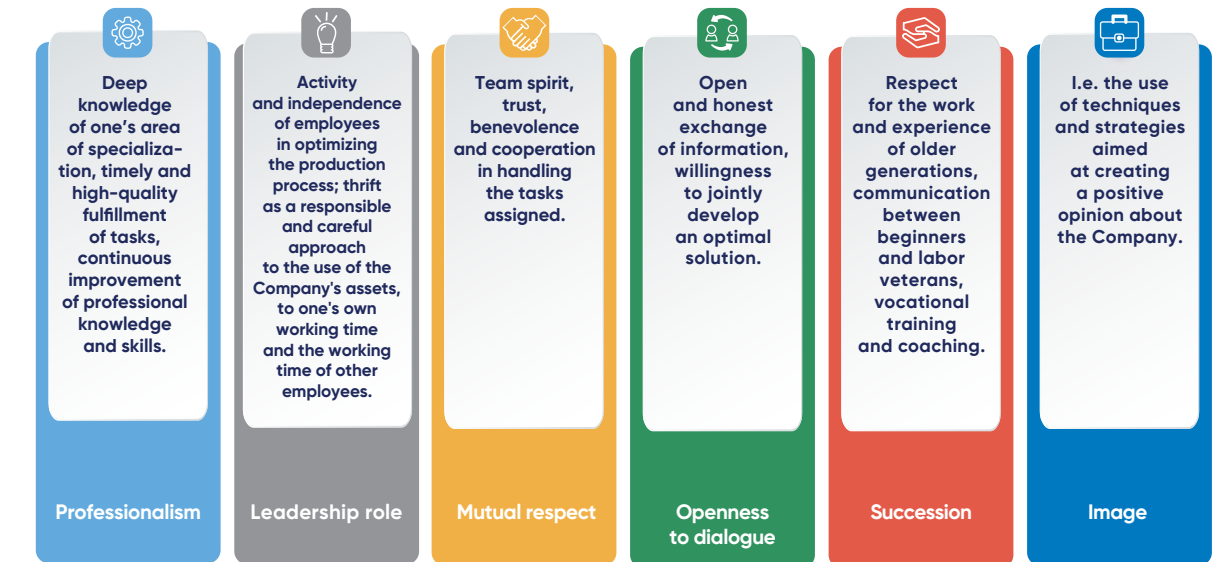 Deep
knowledge
of one's area
of specializa-
tion, timely and
high-quality
fulfillment
of tasks,
continuous
improvement
of professional
knowledge
and skills.
Professionalism
Activity
and independence
of employees
in optimizing
the production
process; thrift
as a responsible
and careful
approach
to the use of the
Company's assets,
to one's own
working time
and the working
time of other
employees.
Leadership role
Team spirit,
trust,
benevolence
and cooperation
in handling
the tasks
assigned.
Mutual respect
Open
and honest
exchange
of information,
willingness
to jointly
develop
an optimal
solution.
Openness
to dialogue
Respect
for the work
and experience
of older
generations,
communication
between
beginners
and labor
veterans,
vocational
training
and coaching.
Succession
I.e. the use
of techniques
and strategies
aimed
at creating
a positive
opinion about
the Company.
Image